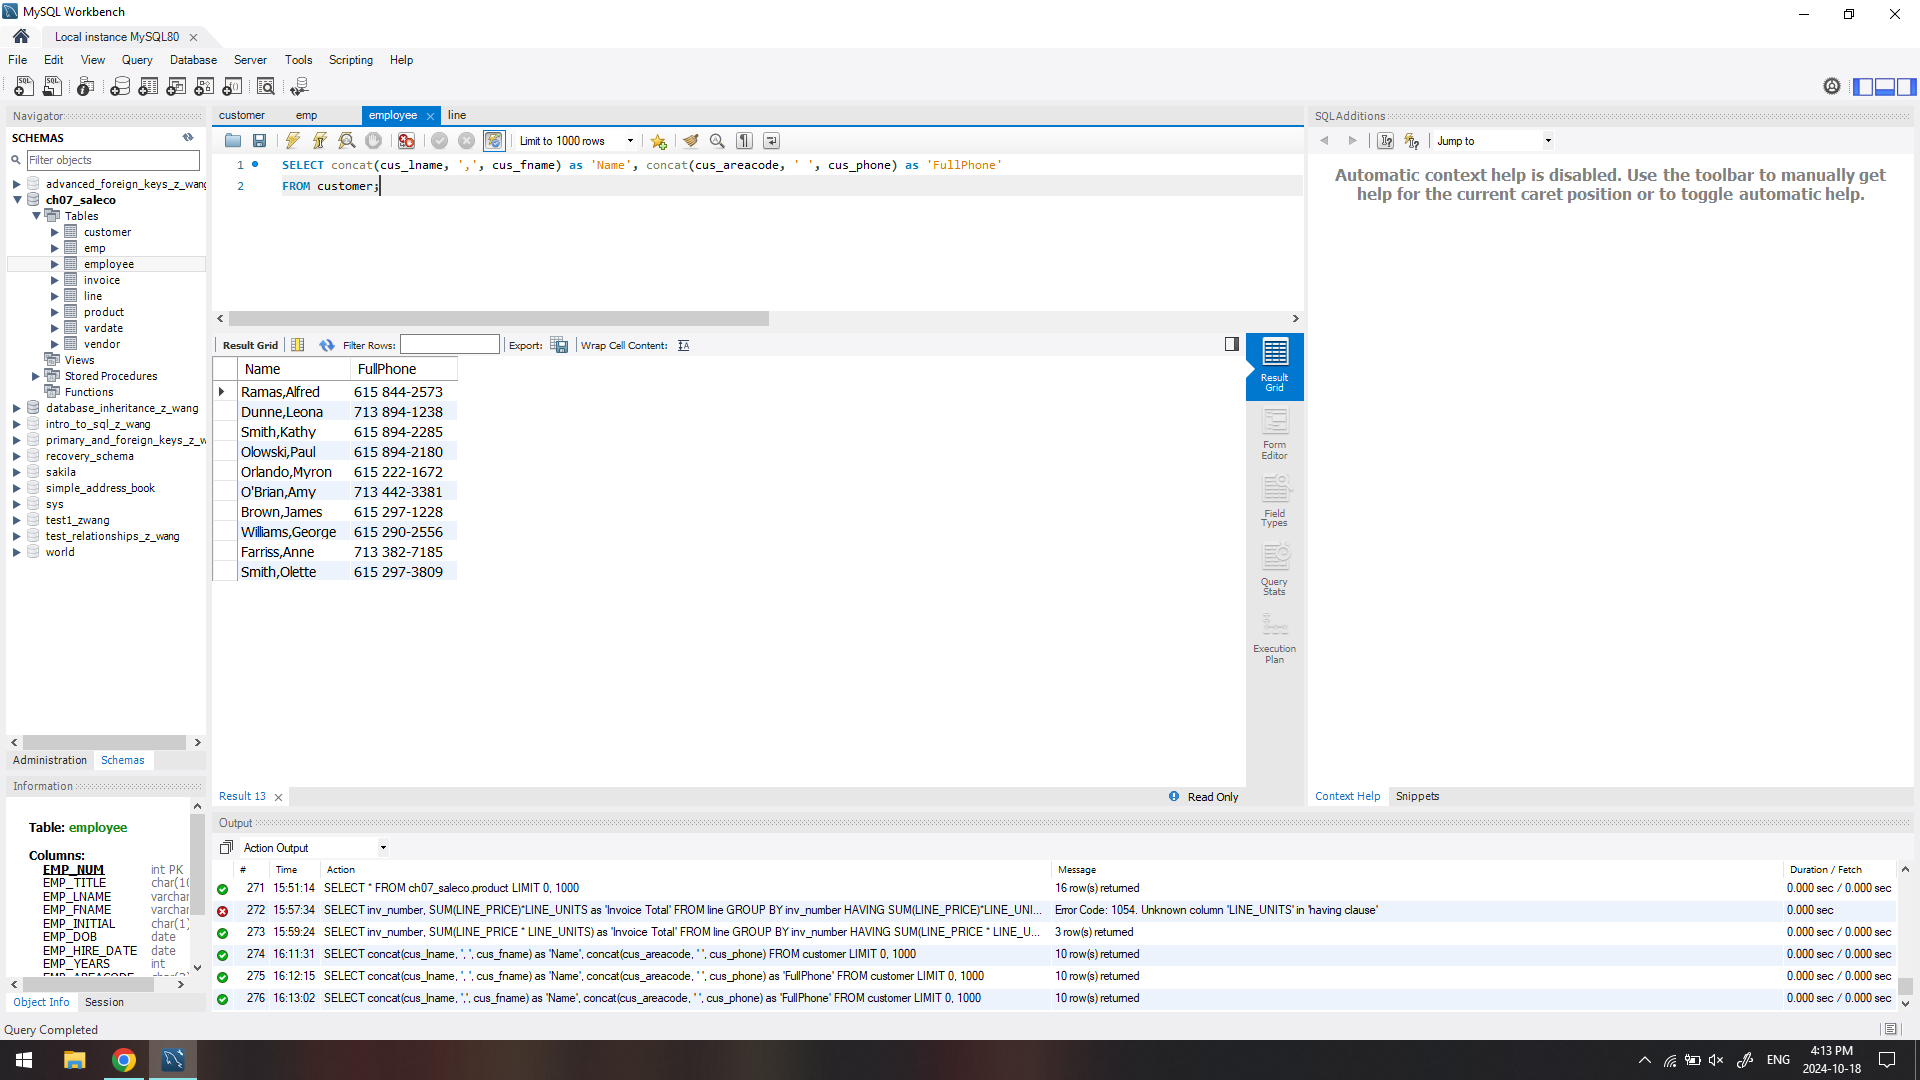 MySQL Workbench
Local instance MySQL80
File Edit View Query Database Server Tools Scripting Help
Navigator
SCHEMAS
Filter objects
advanced_foreign_keys_z_wang
ch07_saleco
Tables
customer
emp
employee
invoice
line
product
vardate
vendor
Views
Stored Procedures
Functions
database_inheritance_z_wang
intro_to_sql_z_wang
primary_and_foreign_keys_z_w
recovery_schema
sakila
simple_address_book
sys
test1_zwang
test_relationships_z_wang
world
Administration Schemas
Information
Table: employee
Columns:
EMP_NUM int PK
EMP_TITLE char(10
EMP_LNAME varchar
EMP_FNAME varchar
EMP_INITIAL char(1)
EMP_DOB date
EMP_HIRE_DATE date
EMP_YEARS int
Object Info Session
Query Completed
customer emp employee line
Limit to 1000 rows
1 SELECT concat(cus_lname, ',', cus_fname) as 'Name', concat(cus_areacode, ' ', cus_phone) as 'FullPhone'
2 FROM customer;
Result Grid Filter Rows: Export: Wrap Cell Content:
Name FullPhone
Ramas,Alfred 615 844-2573
Dunne,Leona 713 894-1238
Smith,Kathy 615 894-2285
Olowski,Paul 615 894-2180
Orlando,Myron 615 222-1672
O'Brian,Amy 713 442-3381
Brown,James 615 297-1228
Williams,George 615 290-2556
Farriss,Anne 713 382-7185
Smith,Olette 615 297-3809
Result
Grid
Form
Editor
Field
Types
Query
Stats
Execution
Plan
Result 13
Read Only
SQLAdditions
Jump to
Automatic context help is disabled. Use the toolbar to manually get
help for the current caret position or to toggle automatic help.
Context Help Snippets
Output
Action Output
# Time Action Message Duration / Fetch
271 15:51:14 SELECT * FROM ch07_saleco.product LIMIT 0, 1000 16 row(s) returned 0.000 sec / 0.000 sec
272 15:57:34 SELECT inv_number, SUM(LINE_PRICE)*LINE_UNITS as 'Invoice Total' FROM line GROUP BY inv_number HAVING SUM(LINE_PRICE)*LINE_UNI... Error Code: 1054. Unknown column 'LINE_UNITS' in 'having clause' 0.000 sec
273 15:59:24 SELECT inv_number, SUM(LINE_PRICE * LINE_UNITS) as 'Invoice Total' FROM line GROUP BY inv_number HAVING SUM(LINE_PRICE * LINE_U... 3 row(s) returned 0.000 sec / 0.000 sec
274 16:11:31 SELECT concat(cus_lname, ', ', cus_fname) as 'Name', concat(cus_areacode, ' ', cus_phone) FROM customer LIMIT 0, 1000 10 row(s) returned 0.000 sec / 0.000 sec
275 16:12:15 SELECT concat(cus_lname, ', ', cus_fname) as 'Name', concat(cus_areacode, ' ', cus_phone) as 'FullPhone' FROM customer LIMIT 0, 1000 10 row(s) returned 0.000 sec / 0.000 sec
276 16:13:02 SELECT concat(cus_lname, ',', cus_fname) as 'Name', concat(cus_areacode, ' ', cus_phone) as 'FullPhone' FROM customer LIMIT 0, 1000 10 row(s) returned 0.000 sec / 0.000 sec
ENG
4:13 PM
2024-10-18